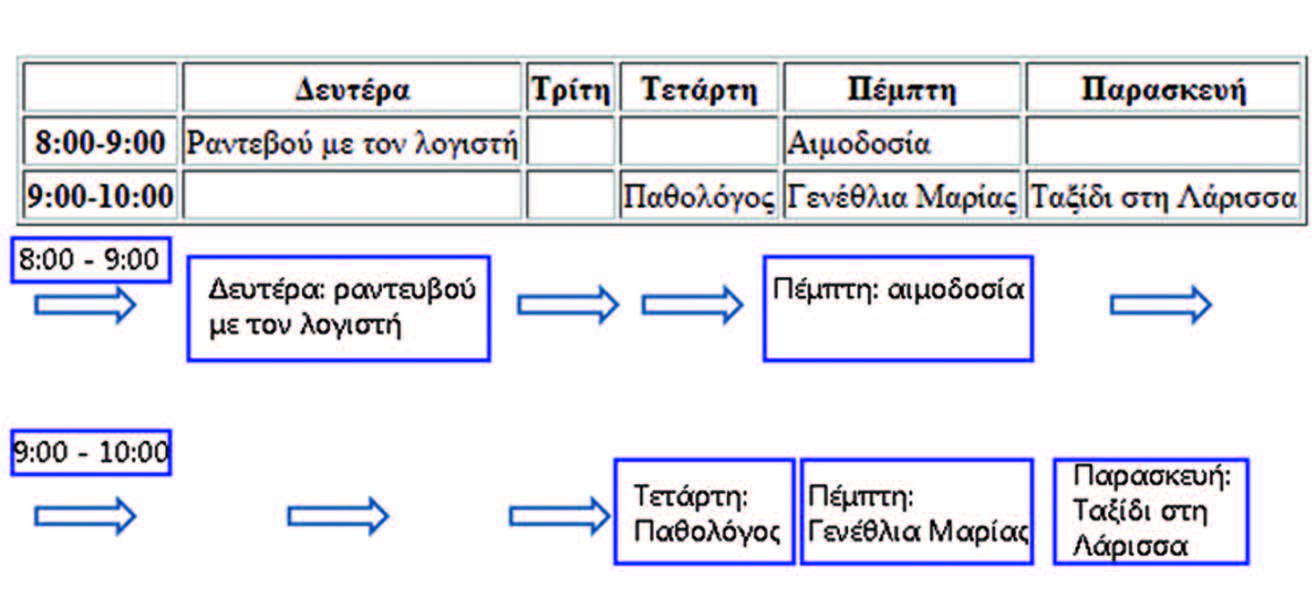 Δευτέρα Τρίτη Τετάρτη Πέμπτη Παρασκευή
8:00-9:00 Ραντεβού με τον λογιστή Αιμοδοσία
9:00-10:00 Παθολόγος Γενέθλια Μαρίας Ταξίδι στη Λάρισσα
8:00 - 9:00
Δευτέρα: ραντευβού
με τον λογιστή
Πέμπτη: αιμοδοσία
9:00 - 10:00
Τετάρτη:
Παθολόγος
Πέμπτη:
Γενέθλια Μαρίας
Παρασκευή:
Ταξίδι στη
Λάρισσα